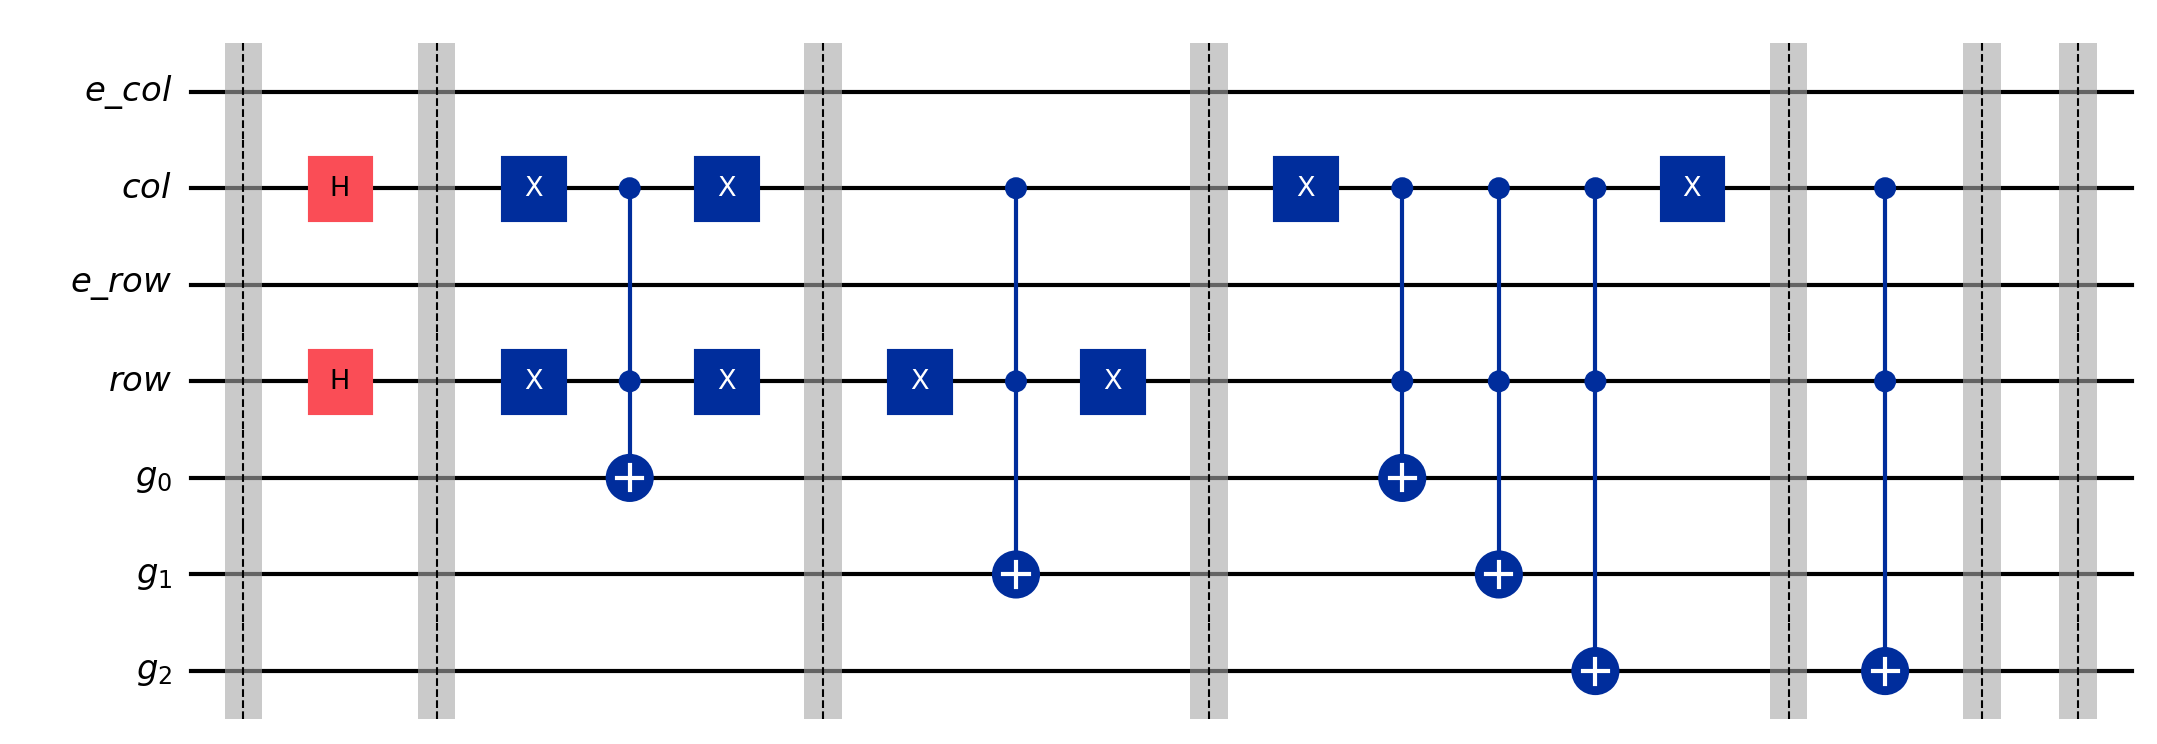 e_col
col H X X X X
e_row
row H X X X X
g0
g1
g2